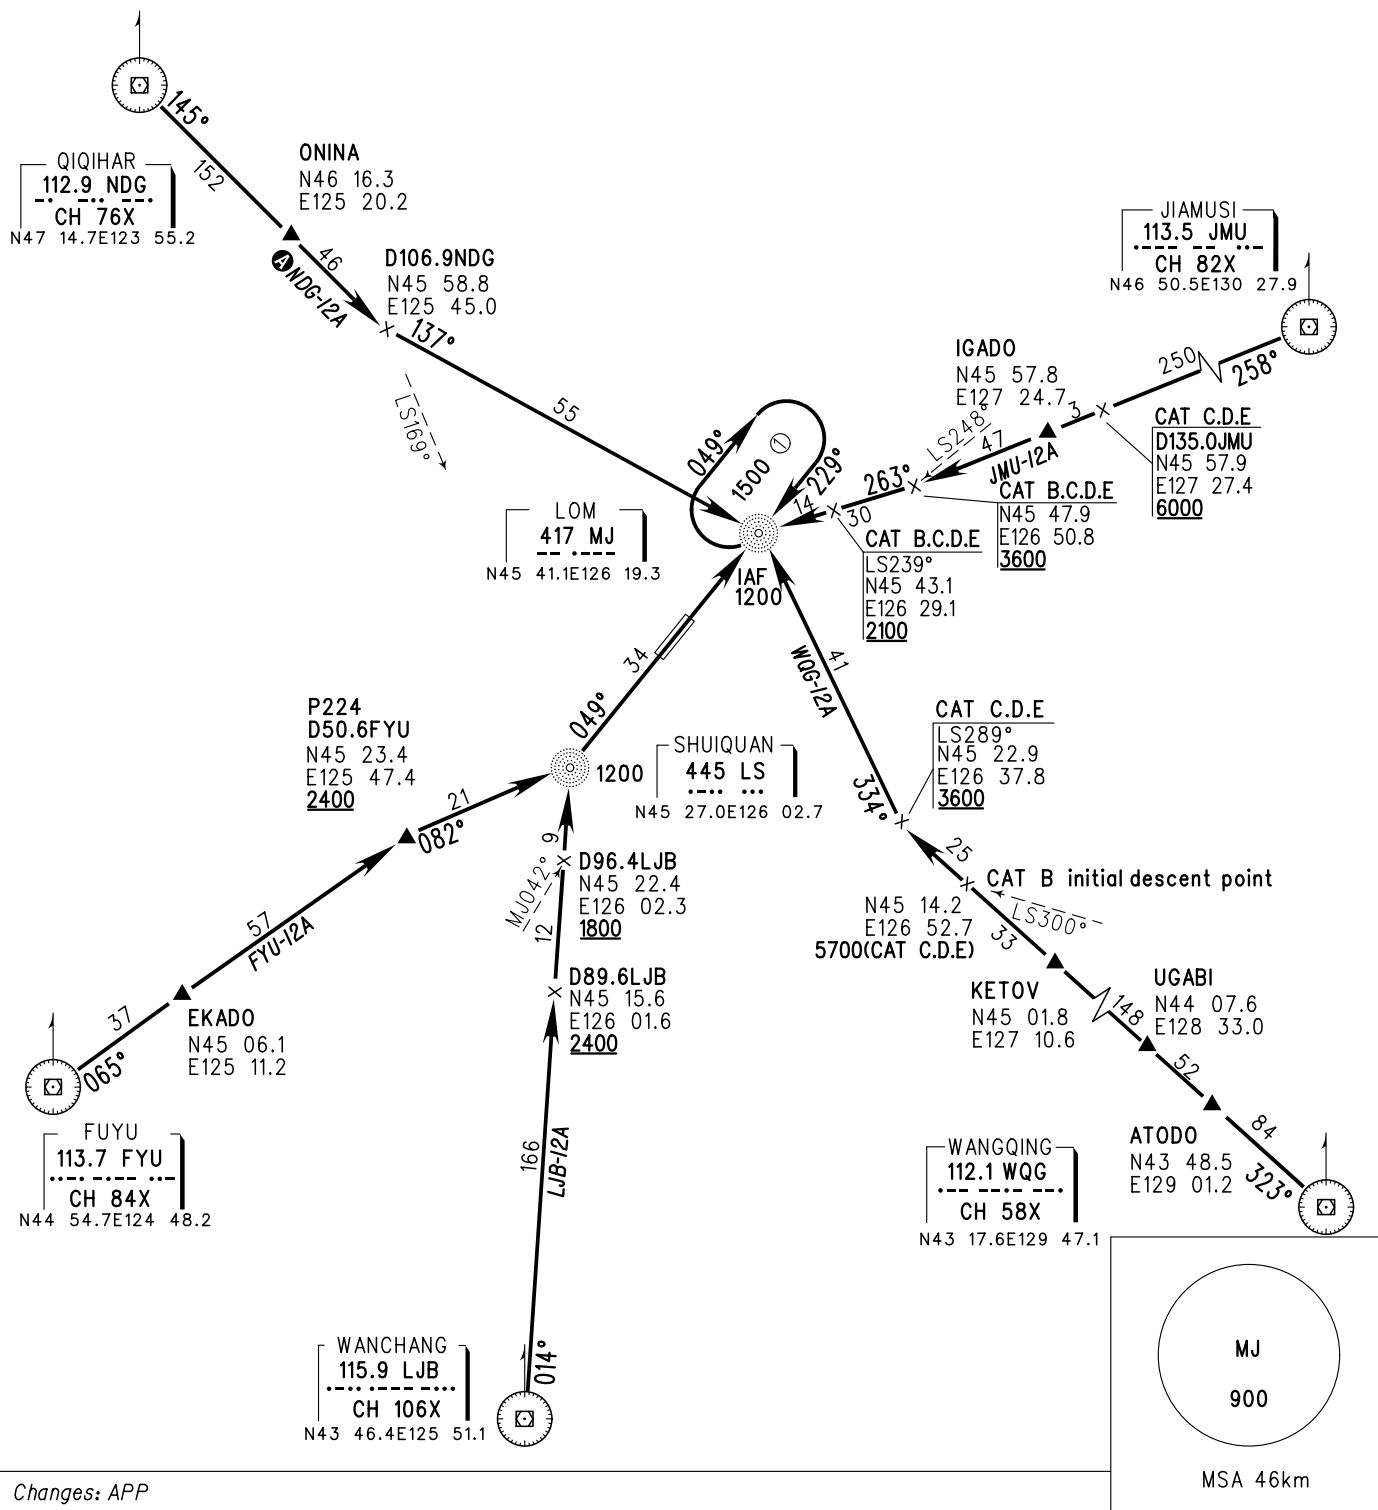 145°
152
QIQIHAR
112.9 NDG
CH 76X
N47 14.7E123 55.2
ONINA
N46 16.3
E125 20.2
A NDG-12A
46
D106.9NDG
N45 58.8
E125 45.0
137°
LS169°
55
JIAMUSI
113.5 JMU
CH 82X
N46 50.5E130 27.9
258°
250
IGADO
N45 57.8
E127 24.7
3
CAT C.D.E
D135.0JMU
N45 57.9
E127 27.4
6000
LS248°
47
JMU-12A
263°
CAT B.C.D.E
N45 47.9
E126 50.8
3600
30
14
CAT B.C.D.E
LS239°
N45 43.1
E126 29.1
2100
049°
1500 1
229°
LOM
417 MJ
N45 41.1E126 19.3
IAF
1200
34
049°
41
WQG-12A
334°
P224
D50.6FYU
N45 23.4
E125 47.4
2400
21
082°
1200
SHUIQUAN
445 LS
N45 27.0E126 02.7
CAT C.D.E
LS289°
N45 22.9
E126 37.8
3600
25
CAT B initial descent point
LS300°
N45 14.2
E126 52.7
5700(CAT C.D.E)
33
9
MJ042°
D96.4LJB
N45 22.4
E126 02.3
1800
12
D89.6LJB
N45 15.6
E126 01.6
2400
57
FYU-12A
37
EKADO
N45 06.1
E125 11.2
065°
FUYU
113.7 FYU
CH 84X
N44 54.7E124 48.2
KETOV
N45 01.8
E127 10.6
148
UGABI
N44 07.6
E128 33.0
52
ATODO
N43 48.5
E129 01.2
84
323°
WANGQING
112.1 WQG
CH 58X
N43 17.6E129 47.1
166
LJB-12A
014°
WANCHANG
115.9 LJB
CH 106X
N43 46.4E125 51.1
MJ
900
MSA 46km
Changes: APP